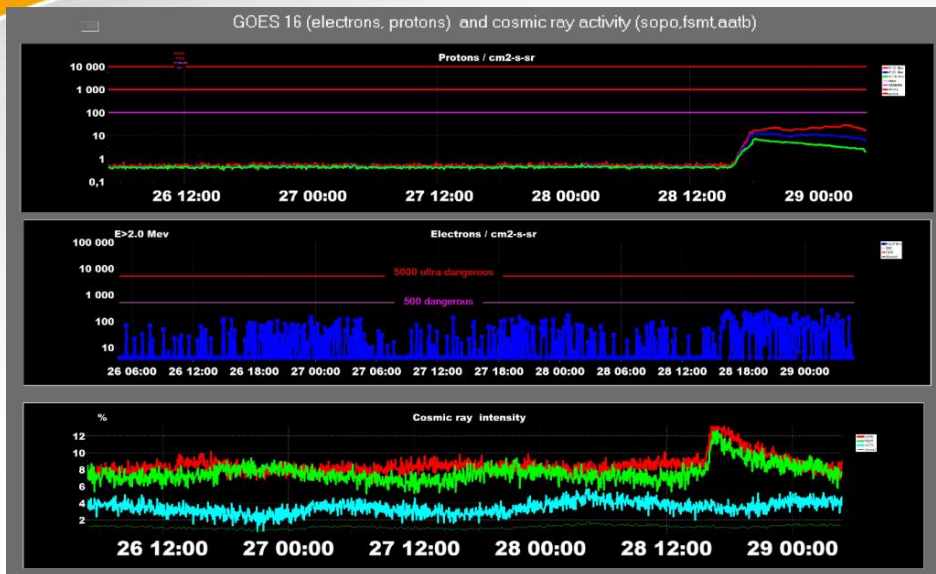 GOES 16 (electrons, protons) and cosmic ray activity (sopo,fsmt,aatb)
Protons / cm2-s-sr
10 000
1 000
100
10
1
0,1
26 12:00 27 00:00 27 12:00 28 00:00 28 12:00 29 00:00
E>2.0 Mev Electrons / cm2-s-sr
100 000
10 000
5000 ultra dangerous
1 000
500 dangerous
100
10
26 06:00 26 12:00 26 18:00 27 00:00 27 06:00 27 12:00 27 18:00 28 00:00 28 06:00 28 12:00 28 18:00 29 00:00
% Cosmic ray intensity
12
10
8
6
4
2
26 12:00 27 00:00 27 12:00 28 00:00 28 12:00 29 00:00